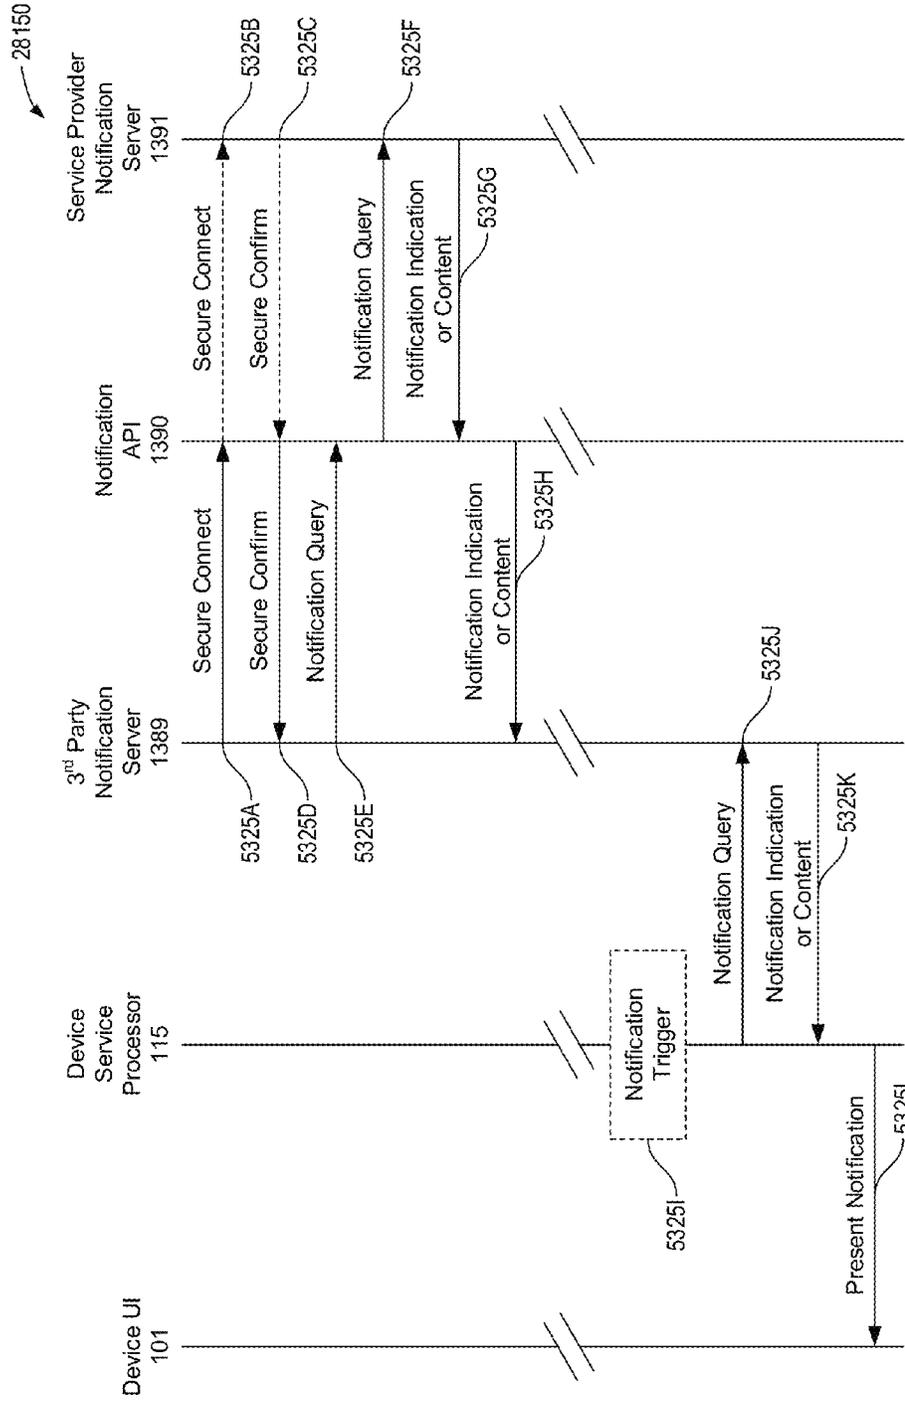 28150
Device UI
101
Device
Service
Processor
115
3rd Party
Notification
Server
1389
Notification
API
1390
Service Provider
Notification
Server
1391
5325A
Secure Connect
Secure Connect
5325B
5325D
Secure Confirm
Secure Confirm
5325C
5325E
Notification Query
Notification Query
5325F
Notification Indication
or Content
5325G
Notification Indication
or Content
5325H
5325I
Notification
Trigger
Notification Query
5325J
Notification Indication
or Content
5325K
Present Notification